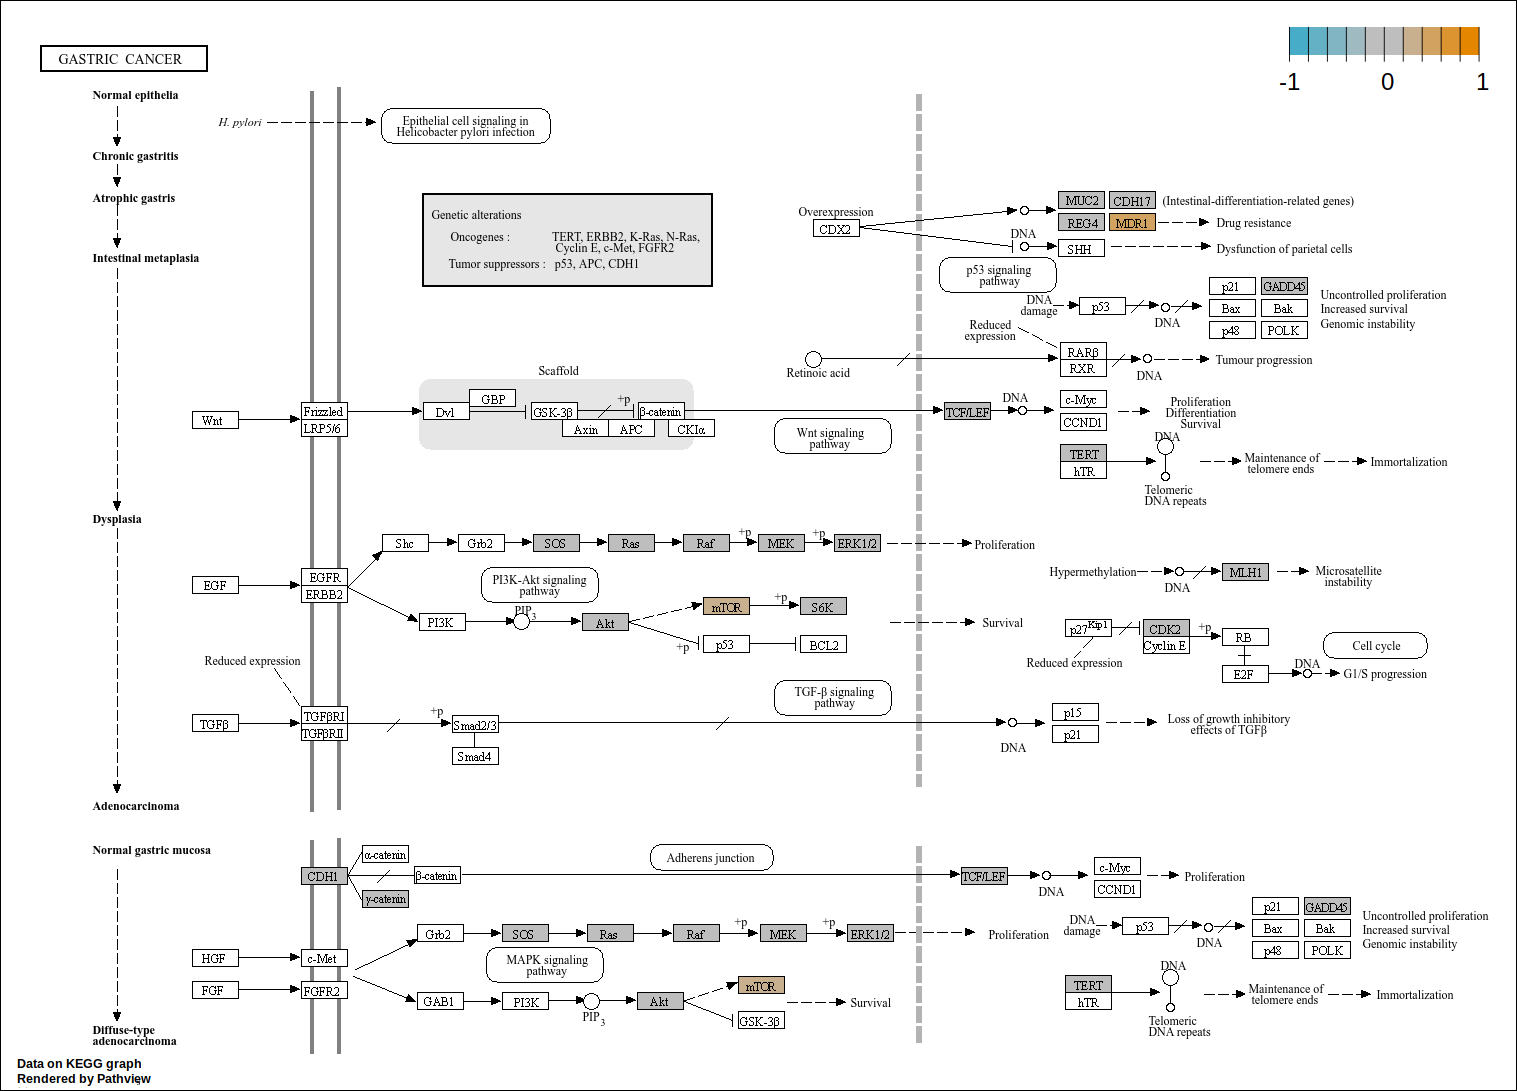 GASTRIC CANCER
-1 0 1
Normal epithelia
H. pylori
Epithelial cell signaling in
Helicobacter pylori infection
Chronic gastritis
Atrophic gastris
Intestinal metaplasia
Dysplasia
Adenocarcinoma
Genetic alterations
Oncogenes : TERT, ERBB2, K-Ras, N-Ras,
Cyclin E, c-Met, FGFR2
Tumor suppressors : p53, APC, CDH1
Overexpression
CDX2
MUC2 CDH17 (Intestinal-differentiation-related genes)
REG4 MDR1 Drug resistance
DNA
SHH Dysfunction of parietal cells
p53 signaling
pathway
DNA
damage
p53
DNA
p21 GADD45
Bax Bak
p48 POLK
Uncontrolled proliferation
Increased survival
Genomic instability
Reduced
expression
Retinoic acid
RARβ
RXR
DNA
Tumour progression
Scaffold
Wnt
Frizzled
LRP5/6
Dvl
GBP
GSK-3β
+p
β-catenin
Axin APC CKIα
Wnt signaling
pathway
TCF/LEF
DNA
c-Myc
CCND1
Proliferation
Differentiation
Survival
TERT
hTR
DNA
Telomeric
DNA repeats
Maintenance of
telomere ends
Immortalization
EGF
EGFR
ERBB2
Shc Grb2 SOS Ras Raf +p MEK +p ERK1/2
Proliferation
PI3K-Akt signaling
pathway
PI3K
PIP3
Akt
mTOR +p S6K
+p p53 BCL2
Survival
Hypermethylation
DNA
MLH1
Microsatellite
instability
p27Kip1
Reduced expression
CDK2
Cyclin E
+p
RB
E2F
DNA
Cell cycle
G1/S progression
Reduced expression
TGFβ
TGFβRI
TGFβRII
+p
Smad2/3
Smad4
TGF-β signaling
pathway
DNA
p15
p21
Loss of growth inhibitory
effects of TGFβ
Normal gastric mucosa
Diffuse-type
adenocarcinoma
CDH1
α-catenin
β-catenin
γ-catenin
Adherens junction
TCF/LEF
DNA
c-Myc
CCND1
Proliferation
HGF
FGF
c-Met
FGFR2
Grb2 SOS Ras Raf +p MEK +p ERK1/2
Proliferation
MAPK signaling
pathway
GAB1 PI3K
PIP3
Akt
mTOR
GSK-3β
Survival
DNA
damage
p53
DNA
p21 GADD45
Bax Bak
p48 POLK
Uncontrolled proliferation
Increased survival
Genomic instability
TERT
hTR
DNA
Telomeric
DNA repeats
Maintenance of
telomere ends
Immortalization
Data on KEGG graph
Rendered by Pathview